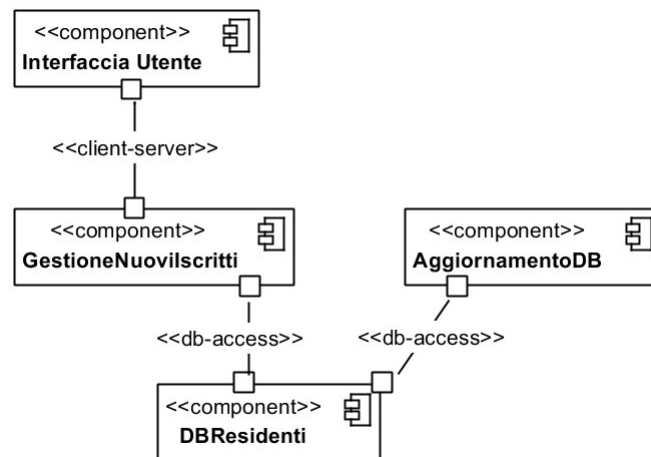 <<component>>
Interfaccia Utente
<<client-server>>
<<component>>
GestioneNuoviIscritti
<<component>>
AggiornamentoDB
<<db-access>>
<<db-access>>
<<component>>
DBResidenti